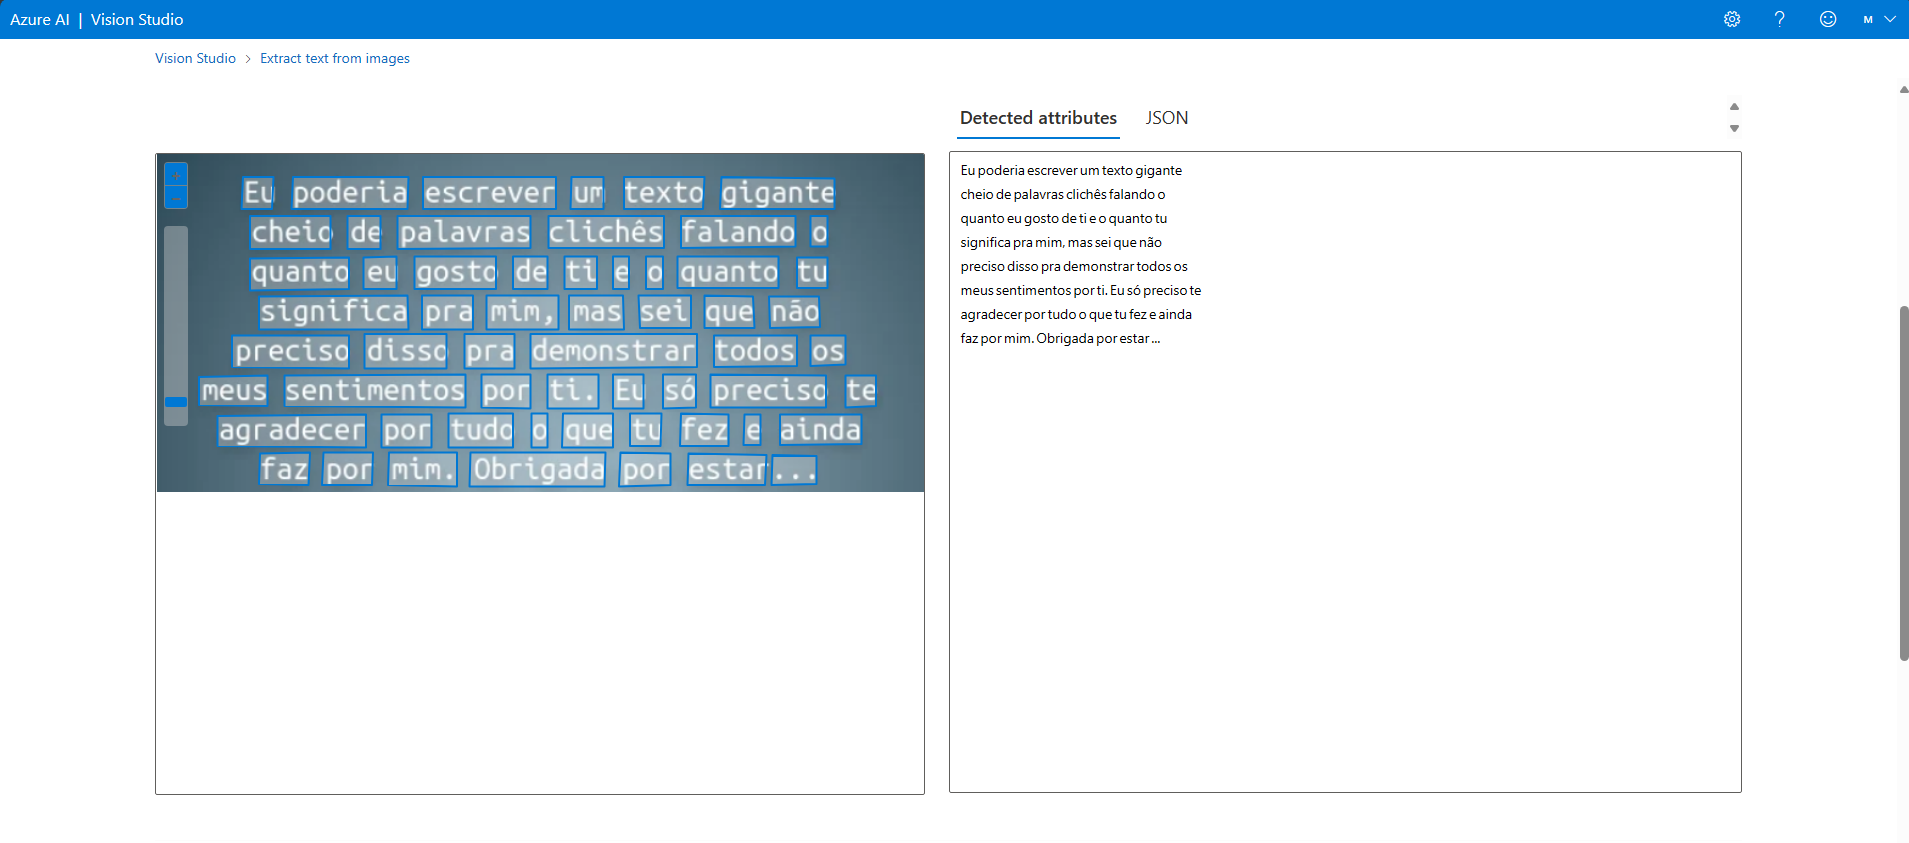 Azure AI | Vision Studio
M
Vision Studio > Extract text from images
Detected attributes JSON
+
-
Eu poderia escrever um texto gigante
cheio de palavras clichês falando o
quanto eu gosto de ti e o quanto tu
significa pra mim, mas sei que não
preciso disso pra demonstrar todos os
meus sentimentos por ti. Eu só preciso te
agradecer por tudo o que tu fez e ainda
faz por mim. Obrigada por estar...
Eu poderia escrever um texto gigante
cheio de palavras clichês falando o
quanto eu gosto de ti e o quanto tu
significa pra mim, mas sei que não
preciso disso pra demonstrar todos os
meus sentimentos por ti. Eu só preciso te
agradecer por tudo o que tu fez e ainda
faz por mim. Obrigada por estar ...